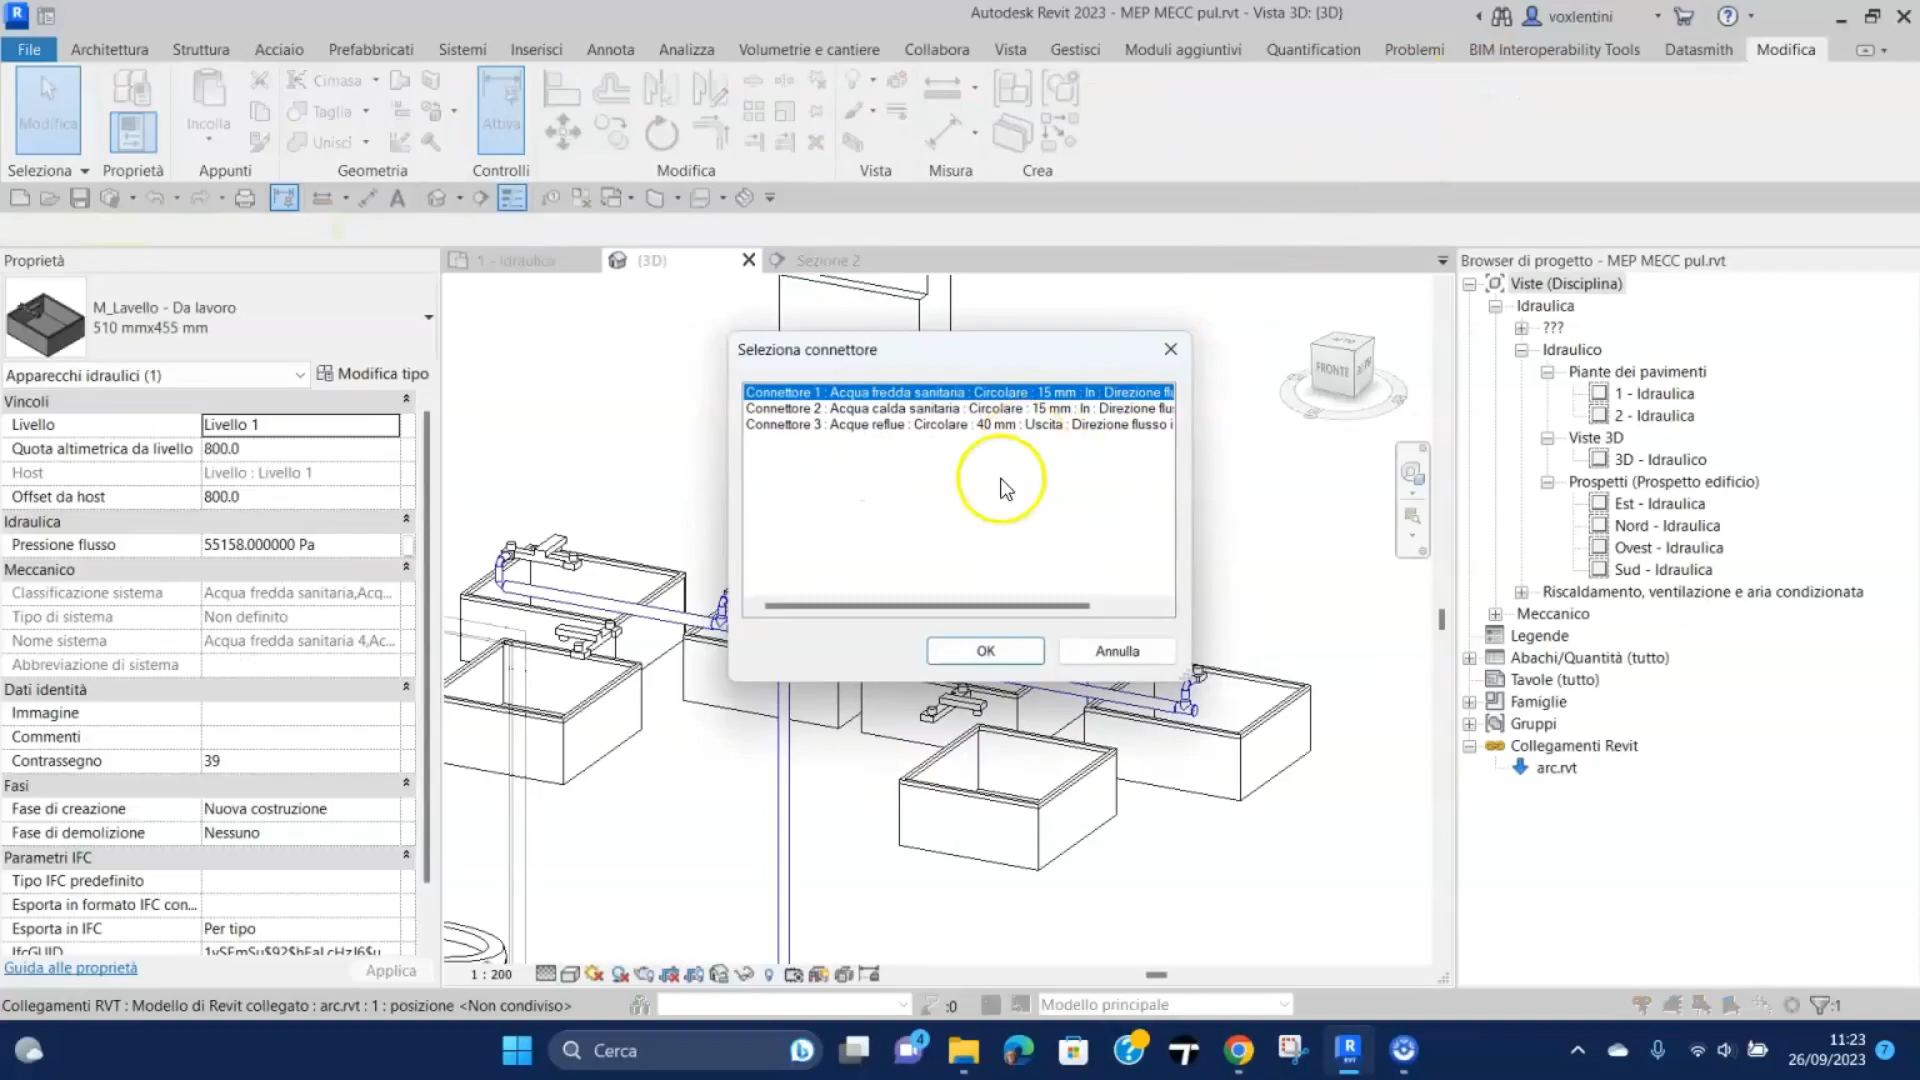 Autodesk Revit 2023 - MEP MECC pul.rvt - Vista 3D: {3D}
voxlentini
File Architettura Struttura Acciaio Prefabbricati Sistemi Inserisci Annota Analizza Volumetrie e cantiere Collabora Vista Gestisci Moduli aggiuntivi Quantification Problemi BIM Interoperability Tools Datasmith Modifica
Cimasa
Modifica Incolla Taglia Attiva
Unisci
Seleziona Proprietà Appunti Geometria Controlli Modifica Vista Misura Crea
Proprietà
1 - Idraulica
{3D}
Sezione 2
Browser di progetto - MEP MECC pul.rvt
M_Lavello - Da lavoro
510 mmx455 mm
Apparecchi idraulici (1)
Modifica tipo
Vincoli
Livello Livello 1
Quota altimetrica da livello 800.0
Host Livello : Livello 1
Offset da host 800.0
Idraulica
Pressione flusso 55158.000000 Pa
Meccanico
Classificazione sistema Acqua fredda sanitaria,Acq...
Tipo di sistema Non definito
Nome sistema Acqua fredda sanitaria 4,Ac...
Abbreviazione di sistema
Dati identità
Immagine
Commenti
Contrassegno 39
Fasi
Fase di creazione Nuova costruzione
Fase di demolizione Nessuno
Parametri IFC
Tipo IFC predefinito
Esporta in formato IFC con...
Esporta in IFC Per tipo
IfcGUID
Guida alle proprietà
Applica
Seleziona connettore
Connettore 1 : Acqua fredda sanitaria : Circolare : 15 mm : In : Direzione flu
Connettore 2 : Acqua calda sanitaria : Circolare : 15 mm : In : Direzione flu
Connettore 3 : Acque reflue : Circolare : 40 mm : Uscita : Direzione flusso i
OK
Annulla
FRONTE
Viste (Disciplina)
Idraulica
???
Idraulico
Piante dei pavimenti
1 - Idraulica
2 - Idraulica
Viste 3D
3D - Idraulico
Prospetti (Prospetto edificio)
Est - Idraulica
Nord - Idraulica
Ovest - Idraulica
Sud - Idraulica
Riscaldamento, ventilazione e aria condizionata
Meccanico
Legende
Abachi/Quantità (tutto)
Tavole (tutto)
Famiglie
Gruppi
Collegamenti Revit
arc.rvt
1 : 200
Collegamenti RVT : Modello di Revit collegato : arc.rvt : 1 : posizione <Non condiviso>
:0
Modello principale
:1
Cerca
4
11:23
26/09/2023
7